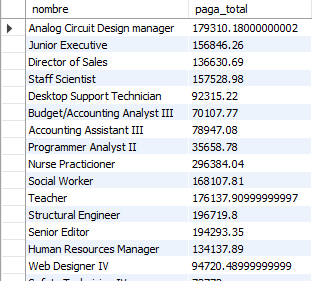 nombre paga_total
Analog Circuit Design manager 179310.18000000002
Junior Executive 156846.26
Director of Sales 136630.69
Staff Scientist 157528.98
Desktop Support Technician 92315.22
Budget/Accounting Analyst III 70107.77
Accounting Assistant III 78947.08
Programmer Analyst II 35658.78
Nurse Practicioner 296384.04
Social Worker 168107.81
Teacher 176137.90999999997
Structural Engineer 196719.8
Senior Editor 194293.35
Human Resources Manager 134137.89
Web Designer IV 94720.48999999999